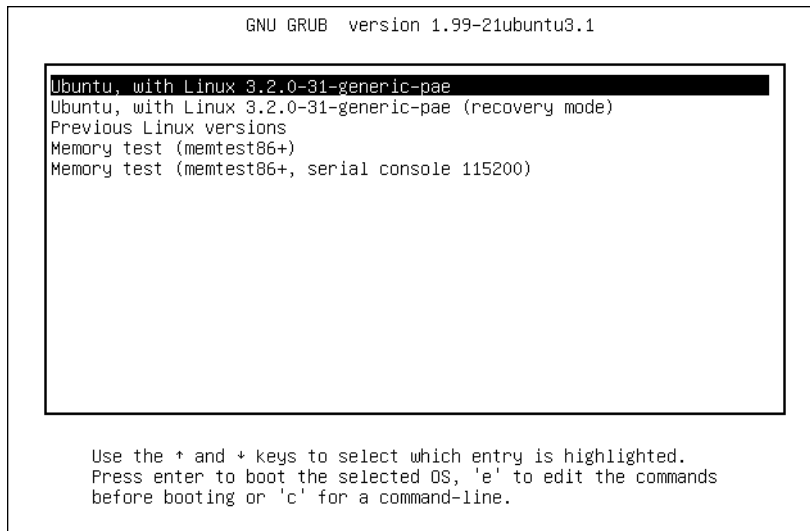 GNU GRUB  version 1.99-21ubuntu3.1
Ubuntu, with Linux 3.2.0-31-generic-pae
Ubuntu, with Linux 3.2.0-31-generic-pae (recovery mode)
Previous Linux versions
Memory test (memtest86+)
Memory test (memtest86+, serial console 115200)
Use the ↑ and ↓ keys to select which entry is highlighted.
Press enter to boot the selected OS, 'e' to edit the commands
before booting or 'c' for a command-line.